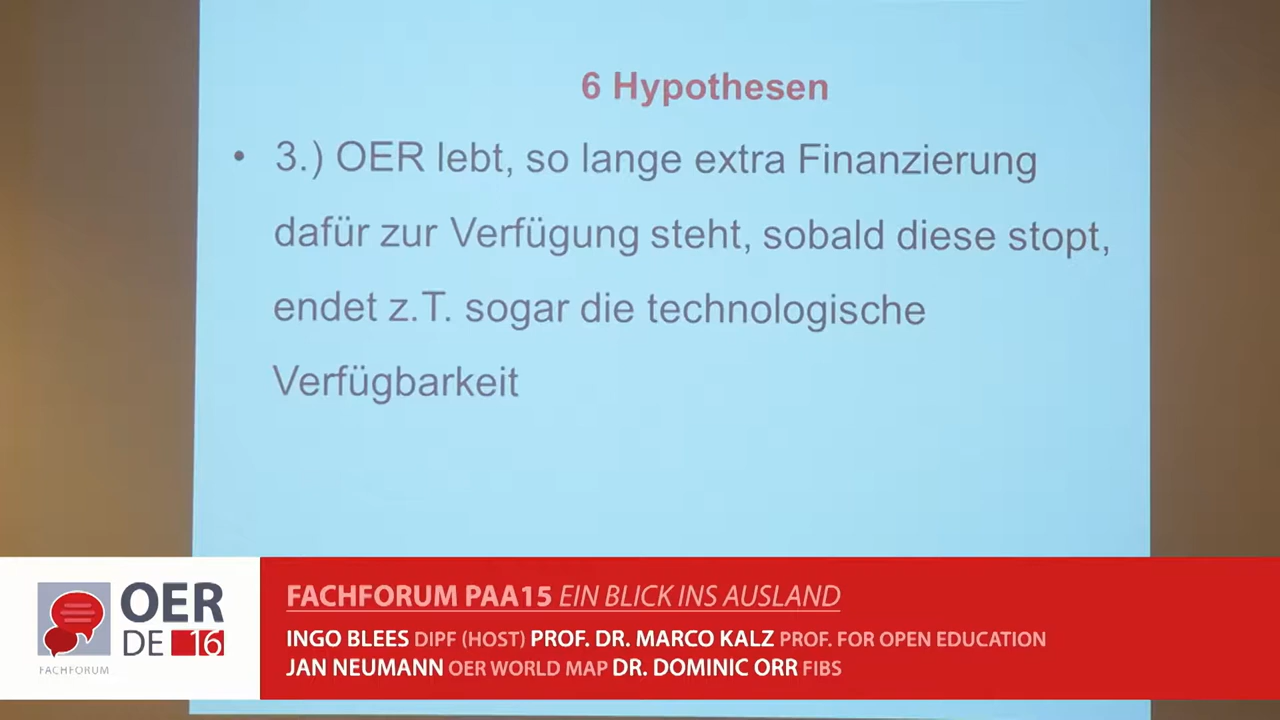 6 Hypothesen
• 3.) OER lebt, so lange extra Finanzierung
dafür zur Verfügung steht, sobald diese stopt,
endet z.T. sogar die technologische
Verfügbarkeit
OER
DE 16
FACHFORUM
FACHFORUM PAA15 EIN BLICK INS AUSLAND
INGO BLEES DIPF (HOST) PROF. DR. MARCO KALZ PROF. FOR OPEN EDUCATION
JAN NEUMANN OER WORLD MAP DR. DOMINIC ORR FIBS